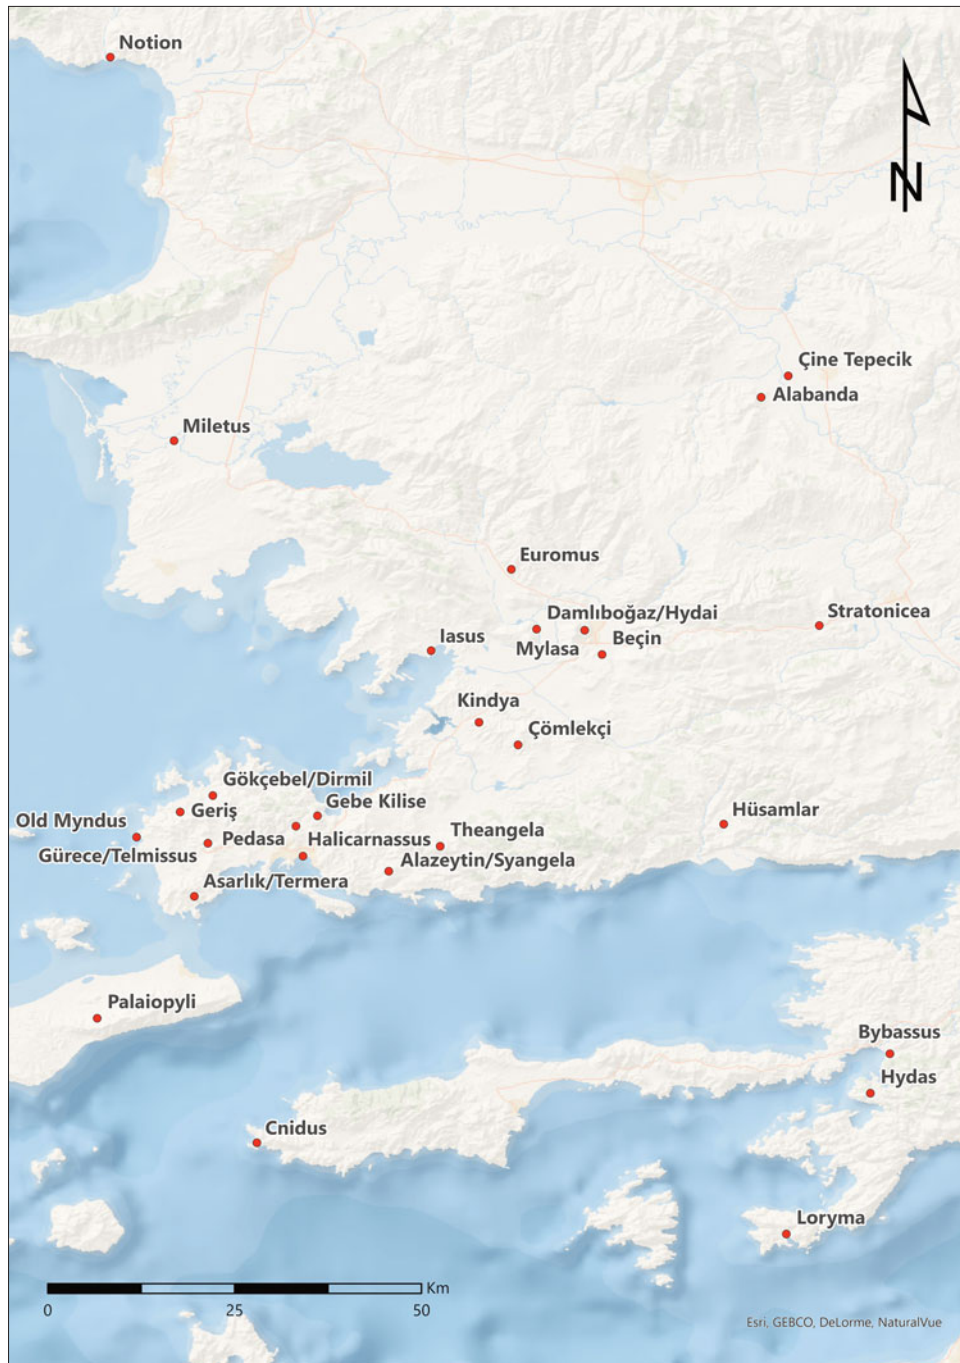 Notion
N
Çine Tepecik
Alabanda
Miletus
Euromus
Damlıboğaz/Hydai
Stratonicea
Iasus
Mylasa
Beçin
Kindya
Çömlekçi
Gökçebel/Dirmil
Gebe Kilise
Geriş
Hüsamlar
Old Myndus
Pedasa
Halicarnassus
Theangela
Gürece/Telmissus
Alazeytin/Syangela
Asarlık/Termera
Palaiopyli
Bybassus
Hydas
Cnidus
Loryma
Km
0
25
50
Esri, GEBCO, DeLorme, NaturalVue